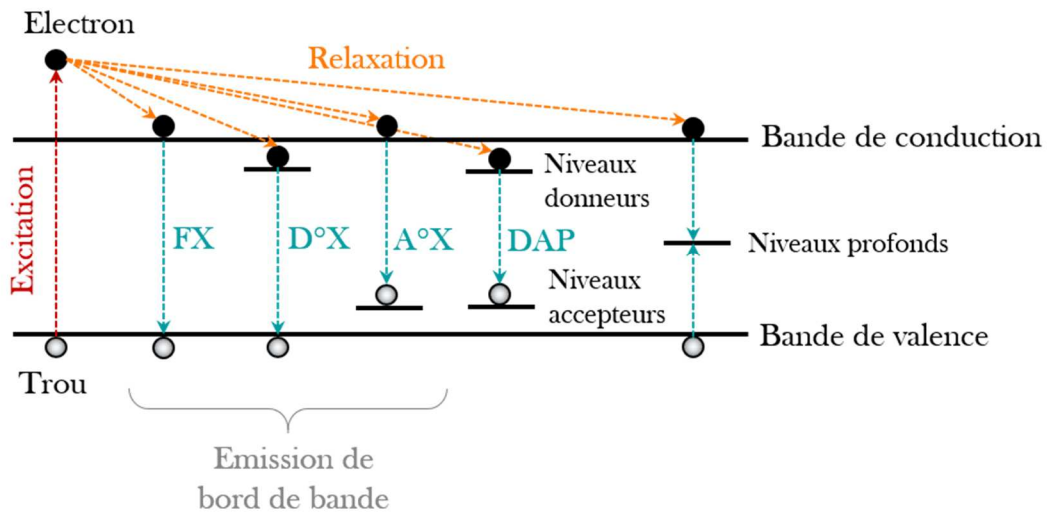 Electron
Relaxation
Bande de conduction
Niveaux
donneurs
Excitation
FX
D°X
A°X
DAP
Niveaux profonds
Niveaux
accepteurs
Bande de valence
Trou
Emission de
bord de bande